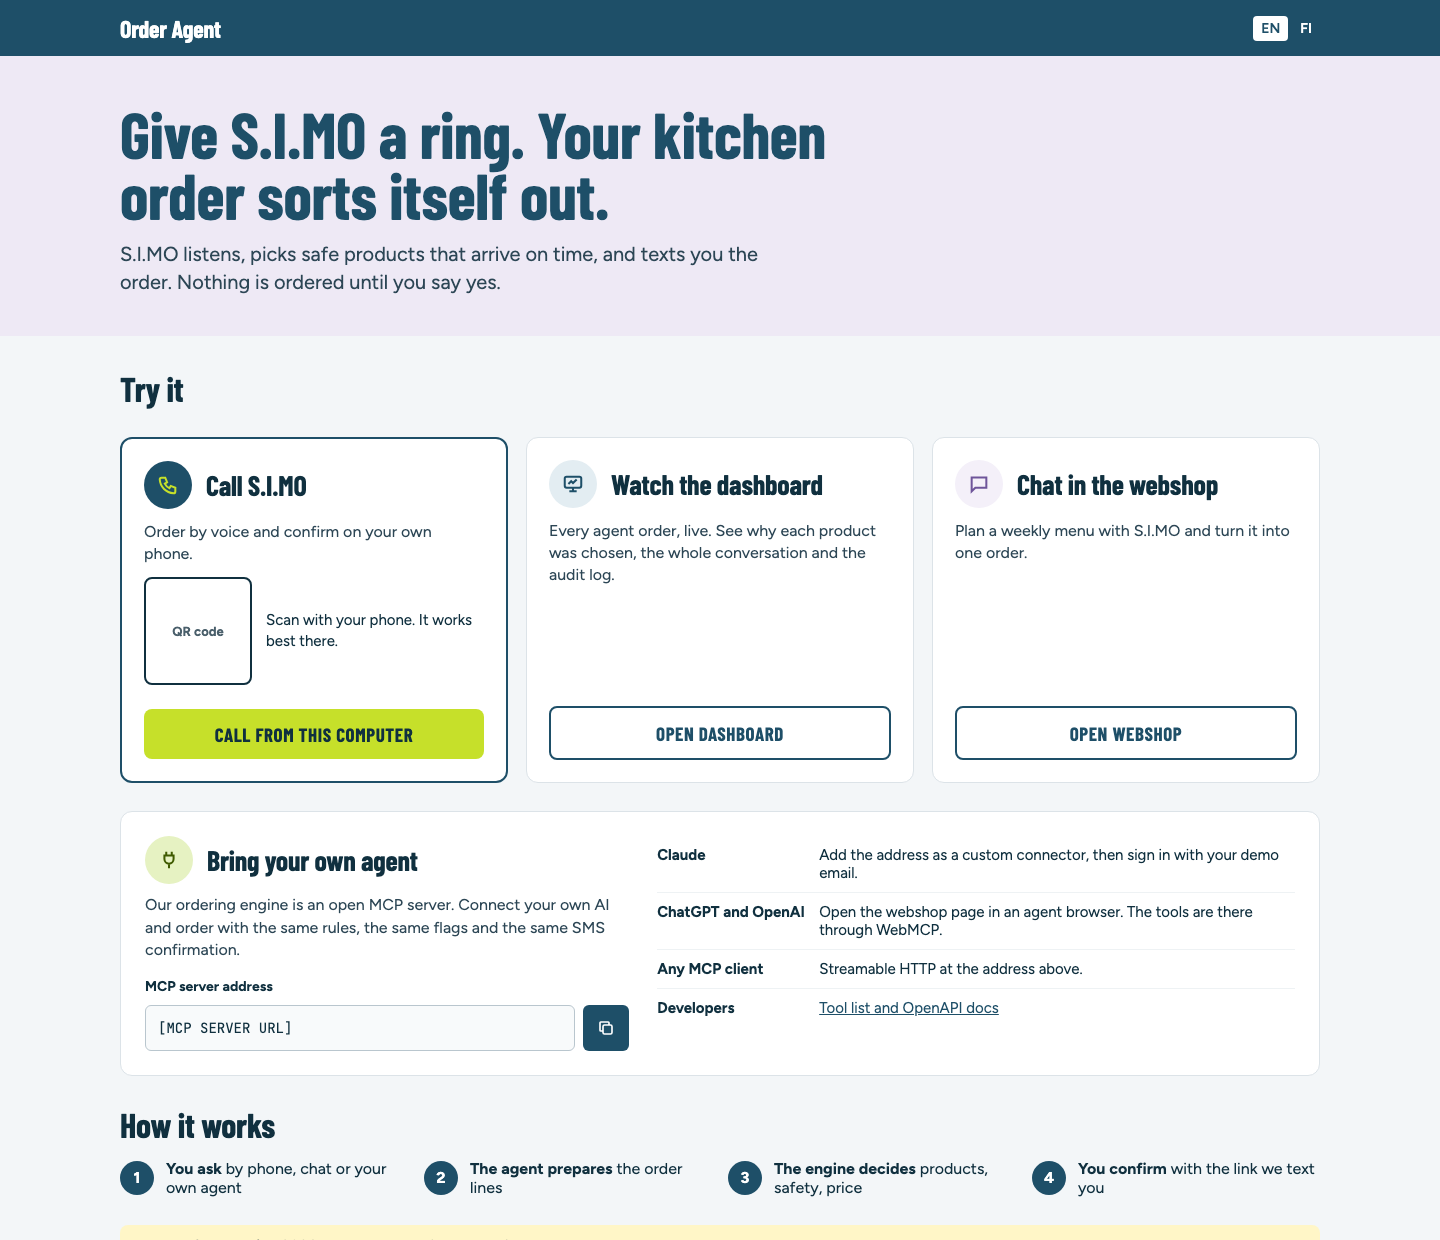 Order Agent
EN
FI
Give S.I.MO a ring. Your kitchen
order sorts itself out.
S.I.MO listens, picks safe products that arrive on time, and texts you the
order. Nothing is ordered until you say yes.
Try it
Call S.I.MO
Order by voice and confirm on your own
phone.
QR code
Scan with your phone. It works
best there.
CALL FROM THIS COMPUTER
Watch the dashboard
Every agent order, live. See why each product
was chosen, the whole conversation and the
audit log.
OPEN DASHBOARD
Chat in the webshop
Plan a weekly menu with S.I.MO and turn it into
one order.
OPEN WEBSHOP
Bring your own agent
Our ordering engine is an open MCP server. Connect your own AI
and order with the same rules, the same flags and the same SMS
confirmation.
MCP server address
[MCP SERVER URL]
Claude
Add the address as a custom connector, then sign in with your demo
email.
ChatGPT and OpenAI
Open the webshop page in an agent browser. The tools are there
through WebMCP.
Any MCP client
Streamable HTTP at the address above.
Developers
Tool list and OpenAPI docs
How it works
1
You ask by phone, chat or your
own agent
2
The agent prepares the order
lines
3
The engine decides products,
safety, price
4
You confirm with the link we text
you